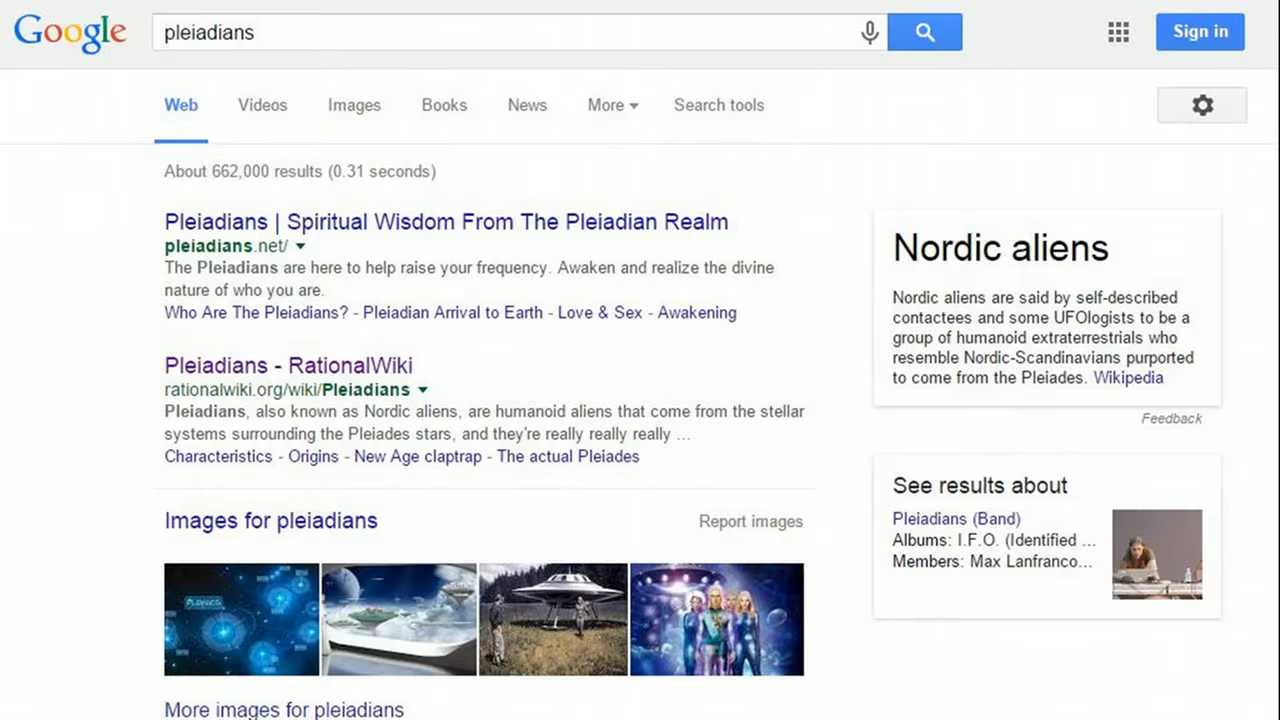 Google
pleiadians
Sign in
Web Videos Images Books News More Search tools
About 662,000 results (0.31 seconds)
Pleiadians | Spiritual Wisdom From The Pleiadian Realm
pleiadians.net/
The Pleiadians are here to help raise your frequency. Awaken and realize the divine
nature of who you are.
Who Are The Pleiadians? - Pleiadian Arrival to Earth - Love & Sex - Awakening
Pleiadians - RationalWiki
rationalwiki.org/wiki/Pleiadians
Pleiadians, also known as Nordic aliens, are humanoid aliens that come from the stellar
systems surrounding the Pleiades stars, and they're really really really ...
Characteristics - Origins - New Age claptrap - The actual Pleiades
Images for pleiadians
Report images
More images for pleiadians
Nordic aliens
Nordic aliens are said by self-described
contactees and some UFOlogists to be a
group of humanoid extraterrestrials who
resemble Nordic-Scandinavians purported
to come from the Pleiades. Wikipedia
Feedback
See results about
Pleiadians (Band)
Albums: I.F.O. (Identified ...
Members: Max Lanfranco...